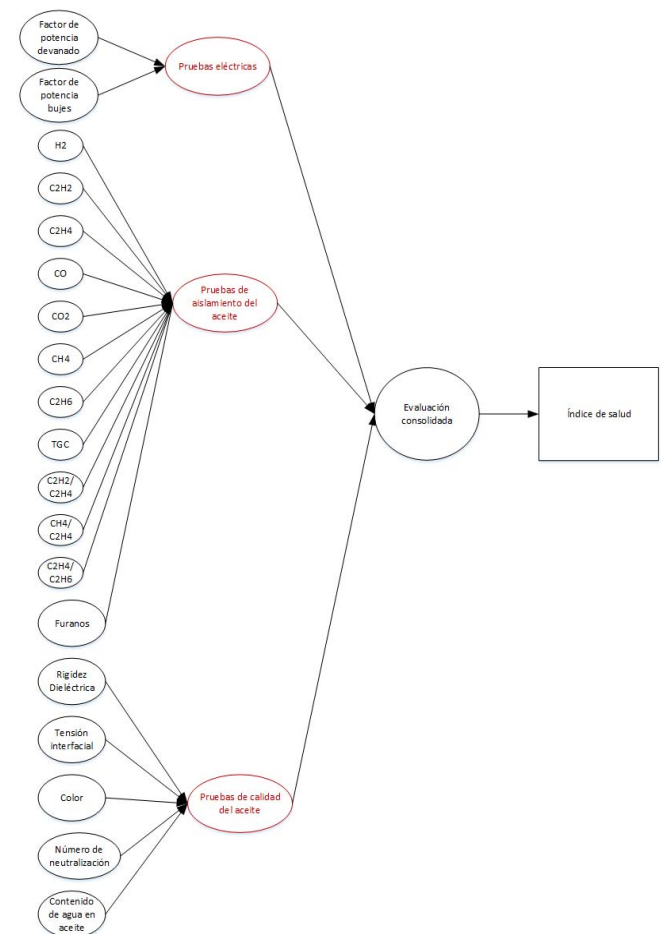 Factor de
potencia
devanado
Pruebas eléctricas
Factor de
potencia
bujes
H2
C2H2
C2H4
CO
Pruebas de
aislamiento del
aceite
CO2
CH4
C2H6
Evaluación
consolidada
Índice de salud
TGC
C2H2/
C2H4
CH4/
C2H4
C2H4/
C2H6
Furanos
Rigidez
Dieléctrica
Tensión
interfacial
Color
Pruebas de calidad
del aceite
Número de
neutralización
Contenido
de agua en
aceite